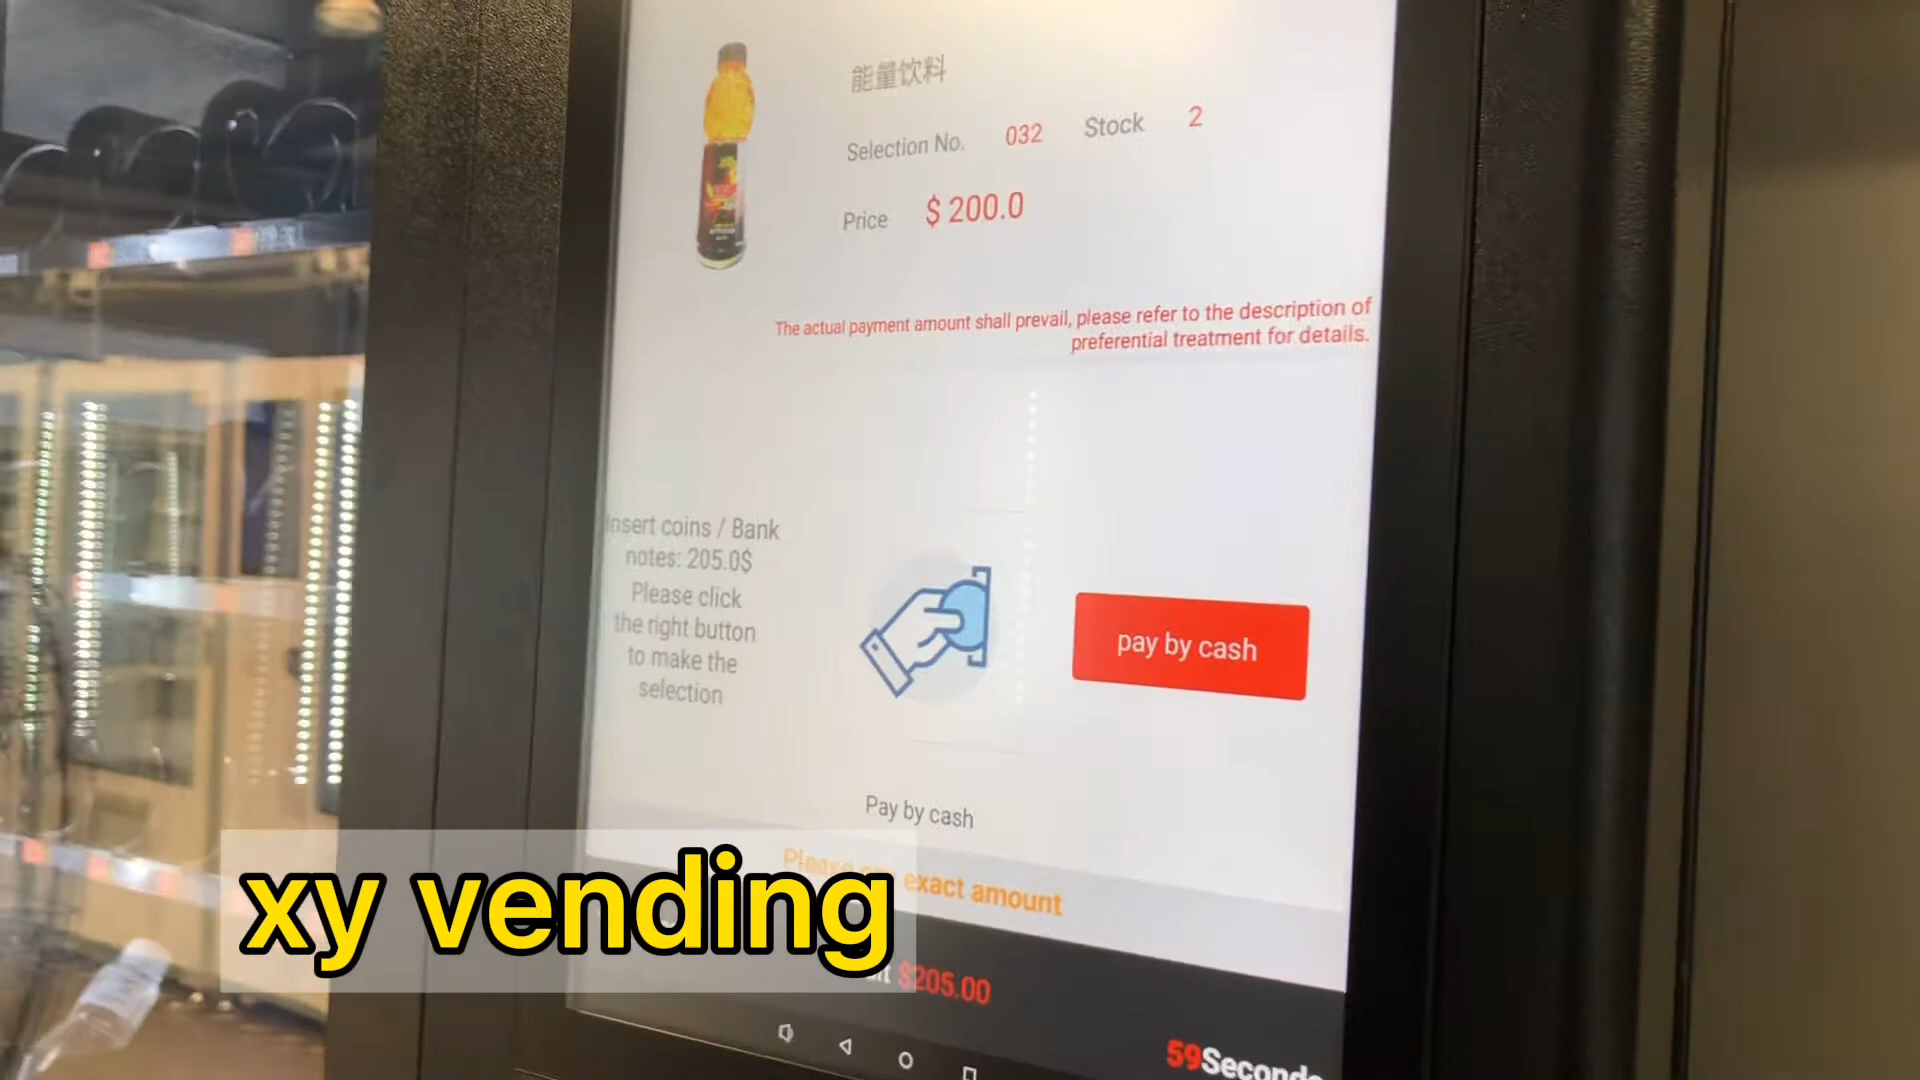 能量饮料
Selection No. 032 Stock 2
Price $ 200.0
The actual payment amount shall prevail, please refer to the description of
preferential treatment for details.
Insert coins / Bank
notes: 205.0$
Please click
the right button
to make the
selection
pay by cash
Pay by cash
Please exact amount
$205.00
59Seconds
xy vending